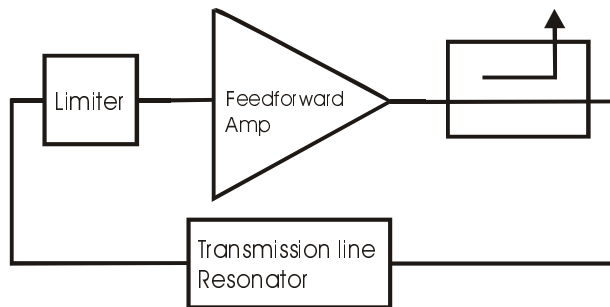 Limiter
Feedforward
Amp
Transmission line
Resonator